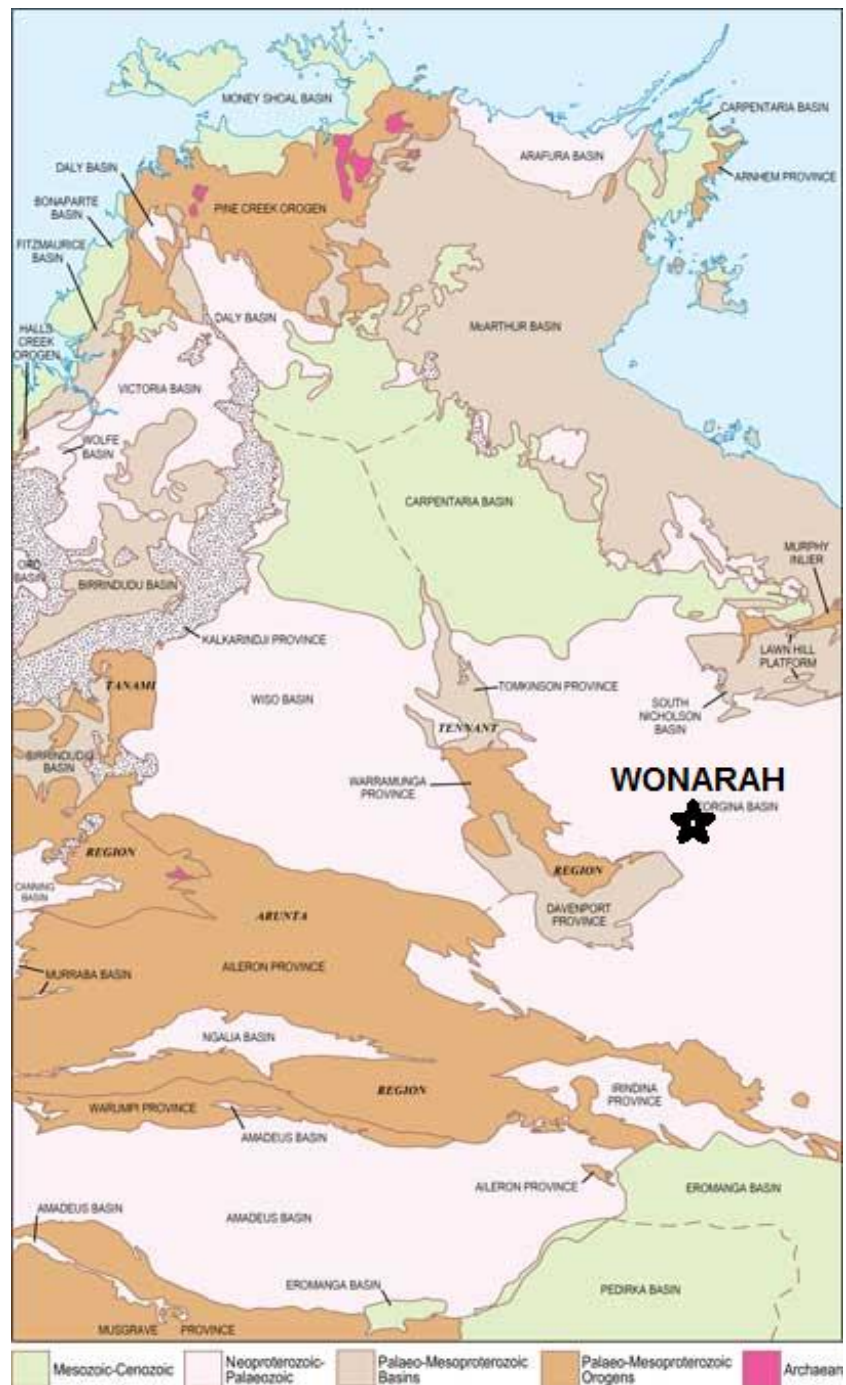 MONEY SHOAL BASIN
CARPENTARIA BASIN
ARAFURA BASIN
DALY BASIN
ARNHEM PROVINCE
BONAPARTE
BASIN
PINE CREEK OROGEN
FITZMAURICE
BASIN
DALY BASIN
HALLS
CREEK
OROGEN
McARTHUR BASIN
VICTORIA BASIN
WOLFE
BASIN
CARPENTARIA BASIN
MURPHY
INLIER
ORD
BASIN
BIRRINDUDU BASIN
KALKARINDJI PROVINCE
LAWN HILL
PLATFORM
TANAMI
WISO BASIN
TOMKINSON PROVINCE
SOUTH
NICHOLSON
BASIN
TENNANT
BIRRINDUDU
BASIN
WARRAMUNGA
PROVINCE
WONARAH
EORGINA BASIN
REGION
REGION
CANNING
BASIN
DAVENPORT
PROVINCE
ARUNTA
AILERON PROVINCE
MURRABA BASIN
NGALIA BASIN
REGION
IRINDINA
PROVINCE
WARUMPI PROVINCE
AMADEUS BASIN
AILERON PROVINCE
EROMANGA BASIN
AMADEUS BASIN
AMADEUS BASIN
EROMANGA BASIN
PEDIRKA BASIN
MUSGRAVE PROVINCE
Mesozoic-Cenozoic
Neoproterozoic-
Palaeozoic
Palaeo-Mesoproterozoic
Basins
Palaeo-Mesoproterozoic
Orogens
Archaean